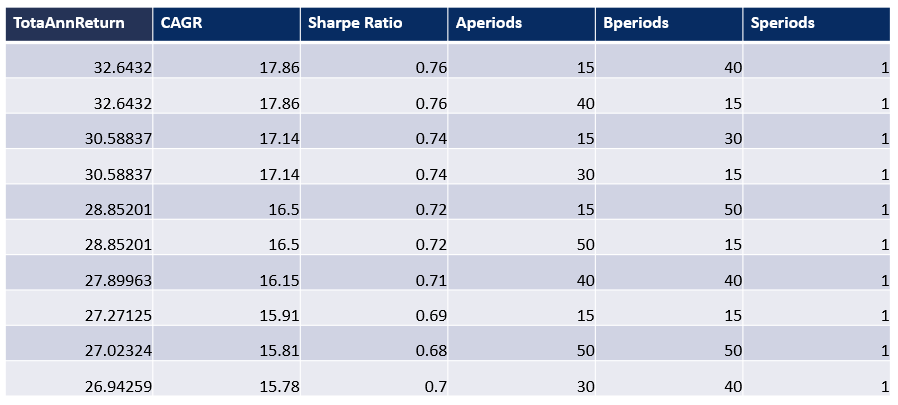 TotaAnnReturn CAGR Sharpe Ratio Aperiods Bperiods Speriods
32.6432 17.86 0.76 15 40 1
32.6432 17.86 0.76 40 15 1
30.58837 17.14 0.74 15 30 1
30.58837 17.14 0.74 30 15 1
28.85201 16.5 0.72 15 50 1
28.85201 16.5 0.72 50 15 1
27.89963 16.15 0.71 40 40 1
27.27125 15.91 0.69 15 15 1
27.02324 15.81 0.68 50 50 1
26.94259 15.78 0.7 30 40 1